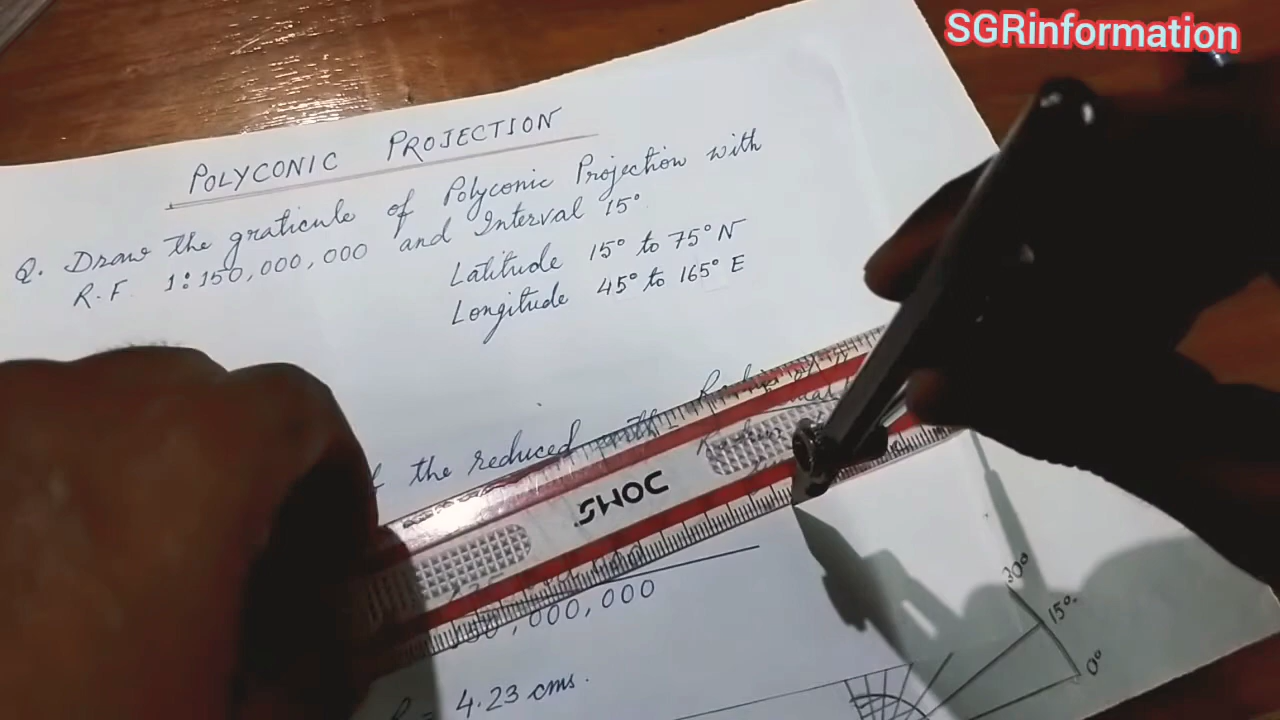 SGRinformation
POLYCONIC PROJECTION
Q. Draw the graticule of Polyconic Projection with
R.F. 1:150,000,000 and Interval 15°
Latitude 15° to 75° N
Longitude 45° to 165° E
the reduced
JOMS
,000,000
4.23 cms.
30°
15°
0°